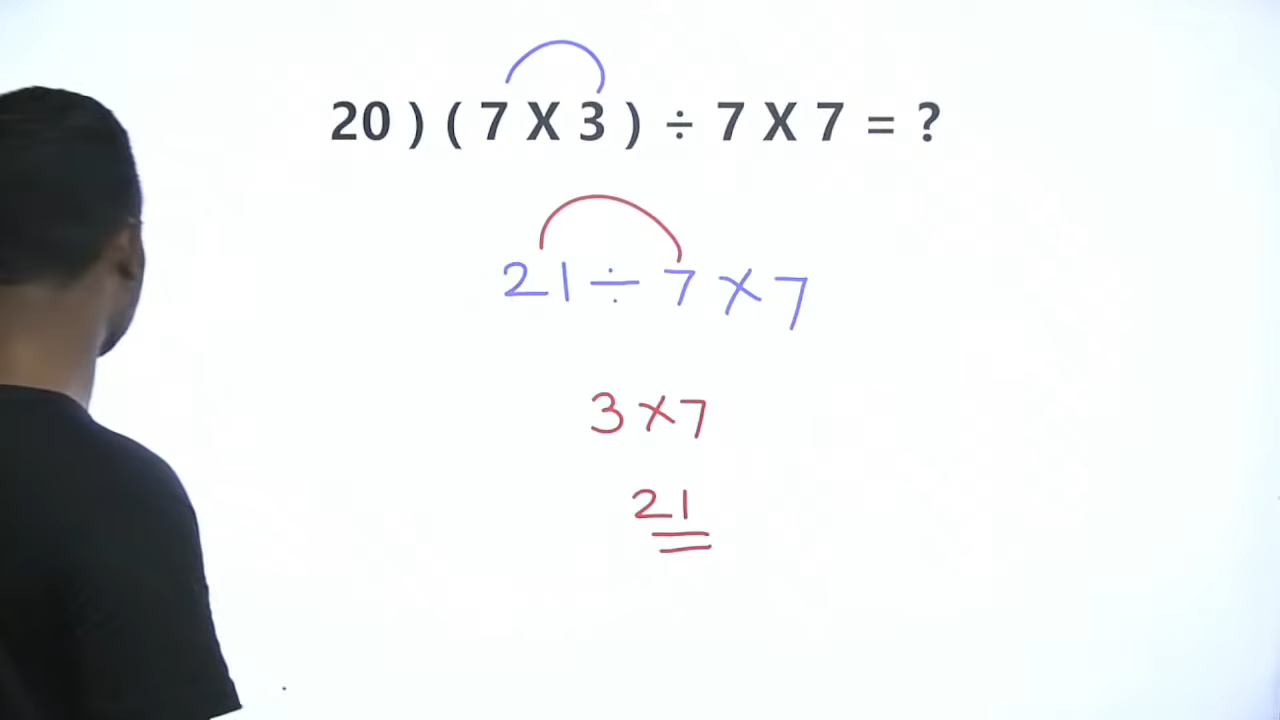 20 ) ( 7 X 3 ) ÷ 7 X 7 = ?
21 ÷ 7 × 7
3 × 7
21